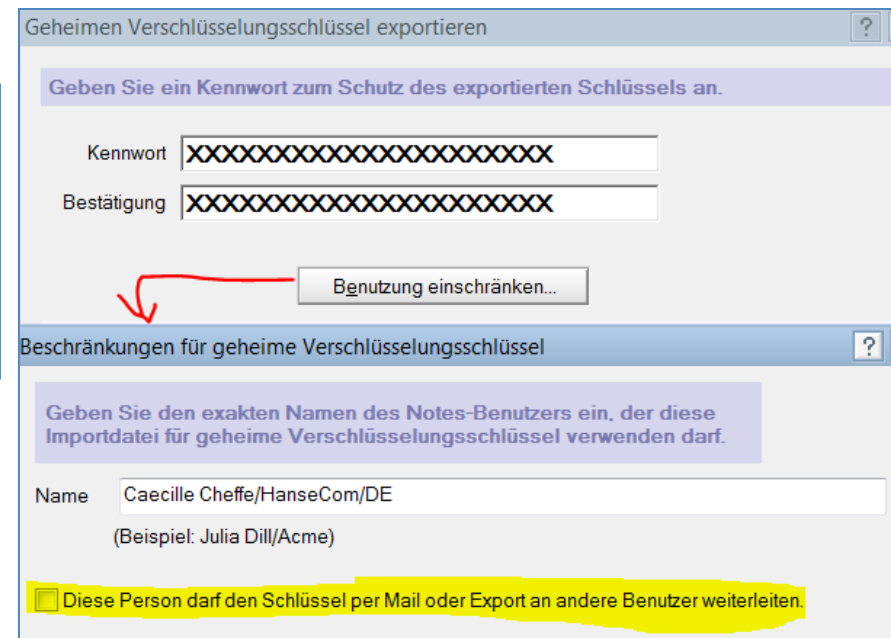 Geheimen Verschlüsselungsschlüssel exportieren
?
Geben Sie ein Kennwort zum Schutz des exportierten Schlüssels an.
Kennwort XXXXXXXXXXXXXXXXXXXXX
Bestätigung XXXXXXXXXXXXXXXXXXXXX
Benutzung einschränken...
Beschränkungen für geheime Verschlüsselungsschlüssel
?
Geben Sie den exakten Namen des Notes-Benutzers ein, der diese
Importdatei für geheime Verschlüsselungsschlüssel verwenden darf.
Name Caecille Cheffe/HanseCom/DE
(Beispiel: Julia Dill/Acme)
Diese Person darf den Schlüssel per Mail oder Export an andere Benutzer weiterleiten.